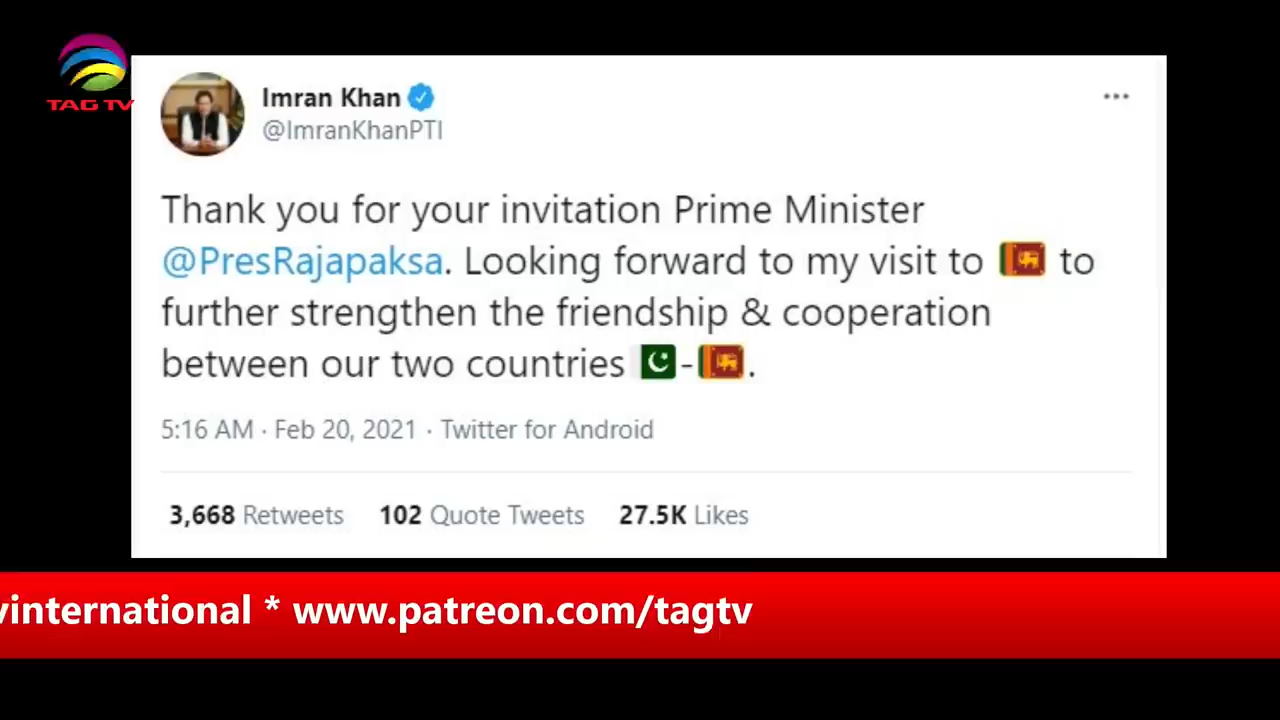 TAG TV
Imran Khan
@ImranKhanPTI
Thank you for your invitation Prime Minister
@PresRajapaksa. Looking forward to my visit to 🇱🇰 to
further strengthen the friendship & cooperation
between our two countries 🇵🇰-🇱🇰.
5:16 AM · Feb 20, 2021 · Twitter for Android
3,668 Retweets 102 Quote Tweets 27.5K Likes
vinternational * www.patreon.com/tagtv